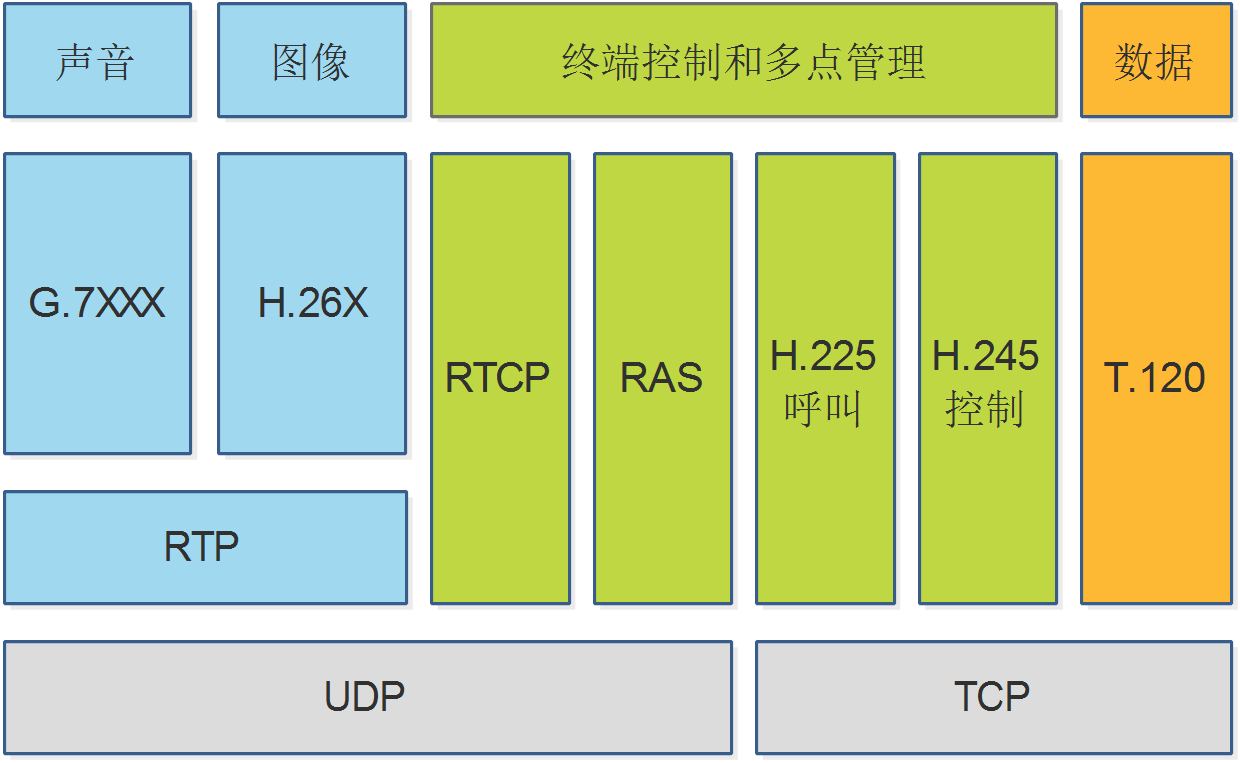 声音
图像
终端控制和多点管理
数据
G.7XXX
H.26X
RTCP
RAS
H.225
呼叫
H.245
控制
T.120
RTP
UDP
TCP